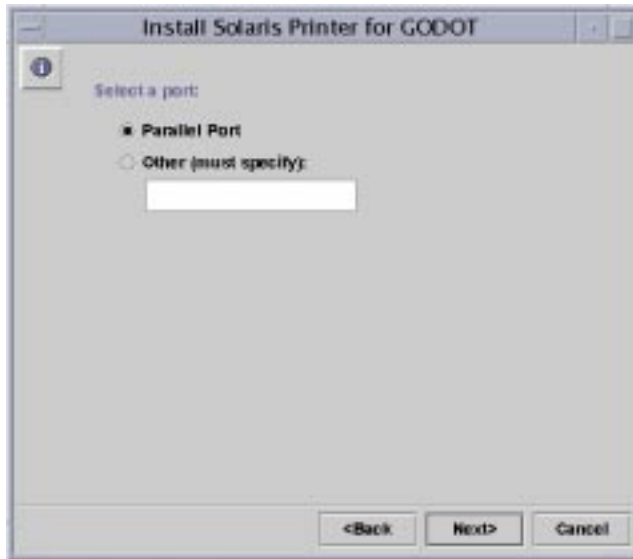 Install Solaris Printer for GODOT
Select a port:
Parallel Port
Other (must specify):
<Back Next> Cancel